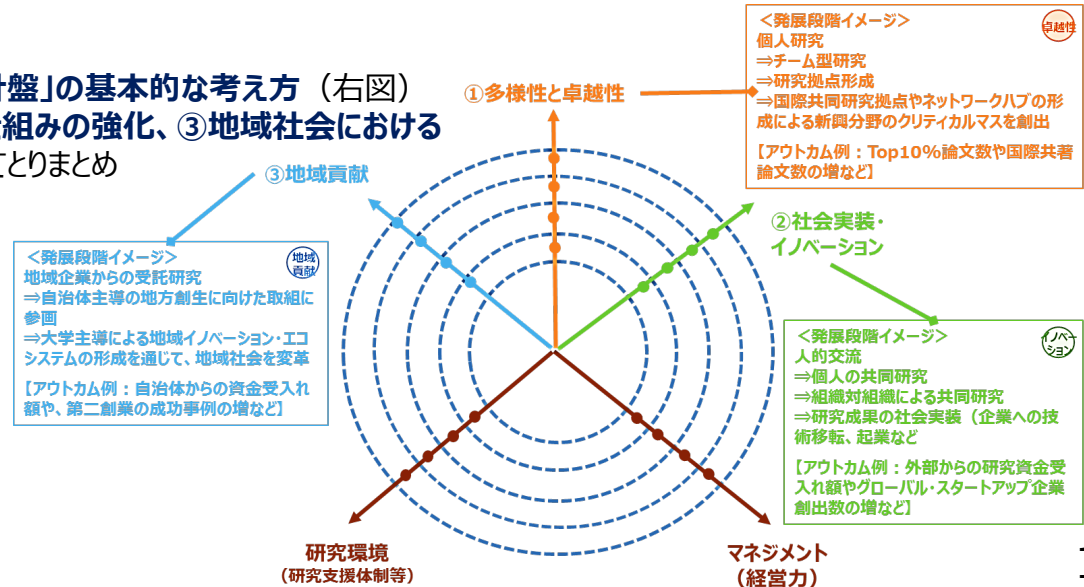 計盤」の基本的な考え方（右図）
組みの強化、③地域社会における
てとりまとめ
①多様性と卓越性
＜発展段階イメージ＞
卓越性
個人研究
⇒チーム型研究
⇒研究拠点形成
⇒国際共同研究拠点やネットワークハブの形
成による新興分野のクリティカルマスを創出
【アウトカム例：Top10％論文数や国際共著
論文数の増など】
③地域貢献
②社会実装・
イノベーション
＜発展段階イメージ＞
地域
貢献
地域企業からの受託研究
⇒自治体主導の地方創生に向けた取組に
参画
⇒大学主導による地域イノベーション・エコ
システムの形成を通じて、地域社会を変革
【アウトカム例：自治体からの資金受入れ
額や、第二創業の成功事例の増など】
＜発展段階イメージ＞
イノベー
ション
人的交流
⇒個人の共同研究
⇒組織対組織による共同研究
⇒研究成果の社会実装（企業への技
術移転、起業など
【アウトカム例：外部からの研究資金受
入れ額やグローバル・スタートアップ企業
創出数の増など】
研究環境
（研究支援体制等）
マネジメント
（経営力）